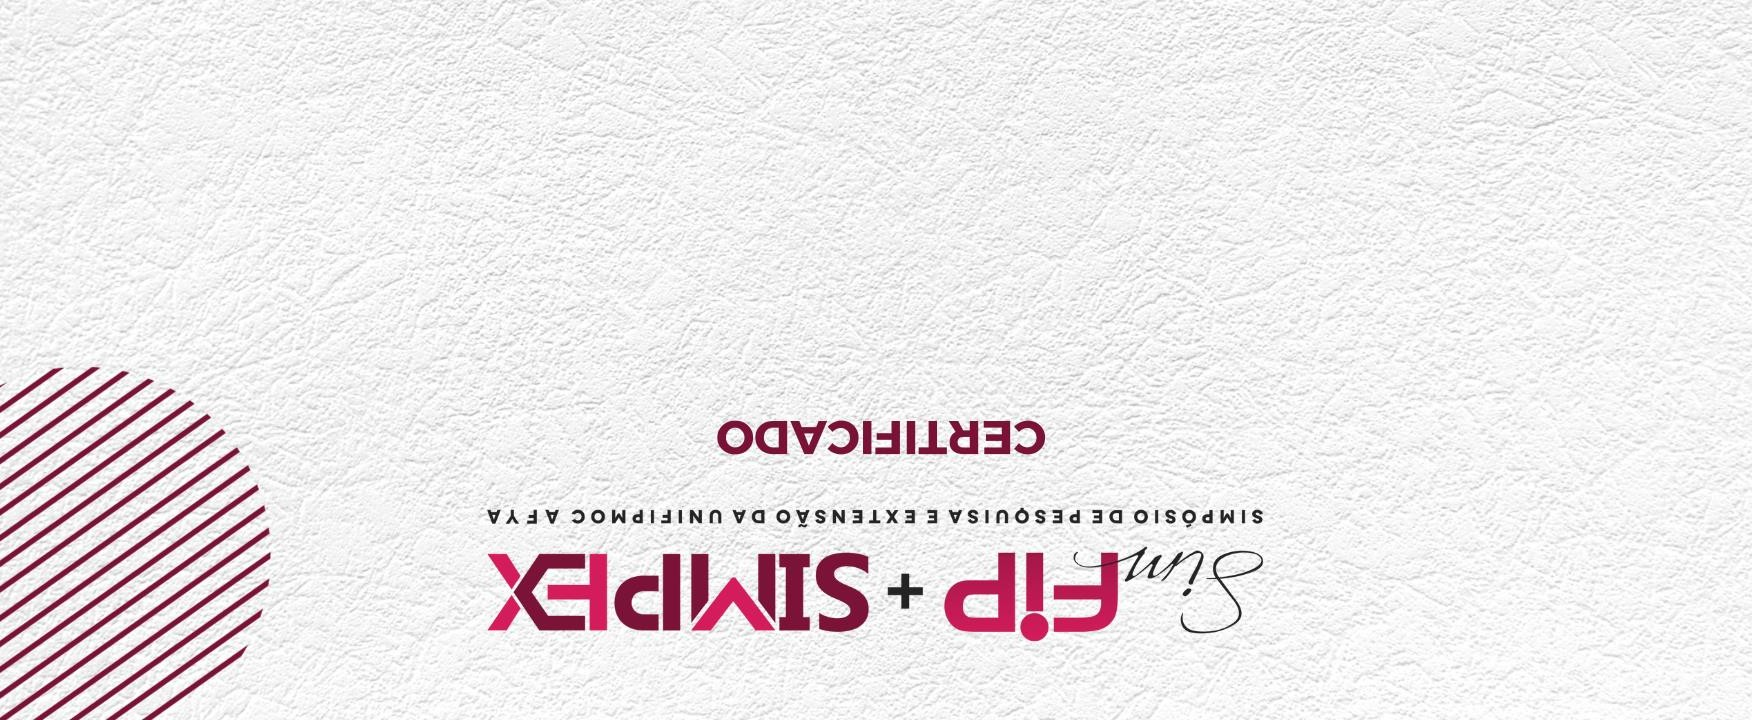 Sim FiP + SIMPEX
SIMPÓSIO DE PESQUISA E EXTENSÃO DA UNIFIPMOC AFYA
CERTIFICADO